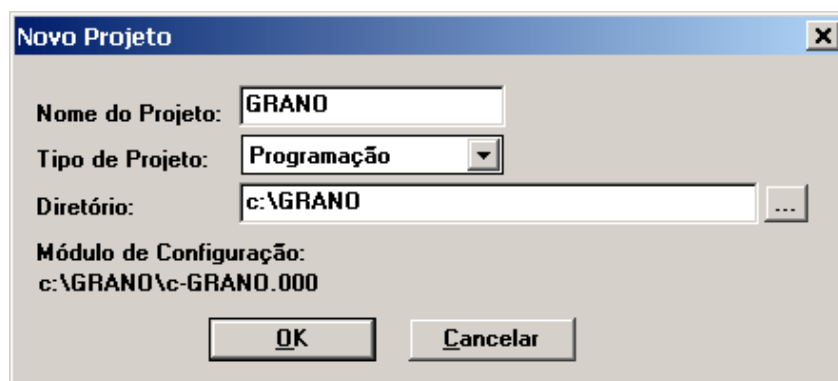 Novo Projeto
Nome do Projeto: GRANO
Tipo de Projeto: Programação
Diretório: c:\GRANO ...
Módulo de Configuração:
c:\GRANO\c-GRANO.000
OK Cancelar